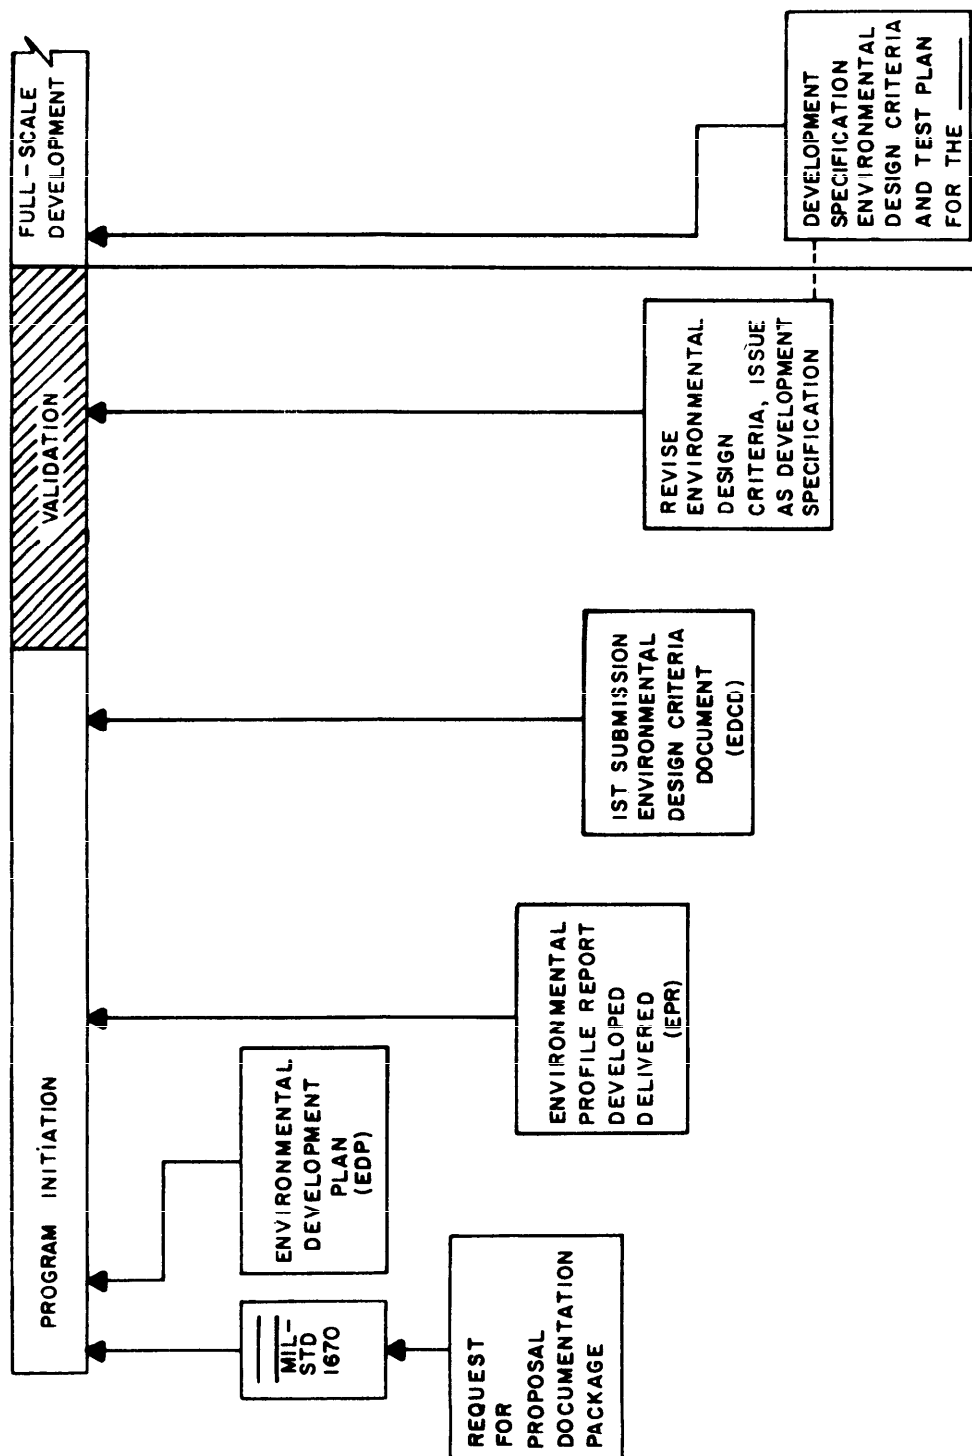 PROGRAM INITIATION
VALIDATION
FULL-SCALE
DEVELOPMENT
MIL-
STD
1670
REQUEST
FOR
PROPOSAL
DOCUMENTATION
PACKAGE
ENVIRONMENTAL
DEVELOPMENT
PLAN
(EDP)
ENVIRONMENTAL
PROFILE REPORT
DEVELOPED
DELIVERED
(EPR)
1ST SUBMISSION
ENVIRONMENTAL
DESIGN CRITERIA
DOCUMENT
(EDCD)
REVISE
ENVIRONMENTAL
DESIGN
CRITERIA, ISSUE
AS DEVELOPMENT
SPECIFICATION
DEVELOPMENT
SPECIFICATION
ENVIRONMENTAL
DESIGN CRITERIA
AND TEST PLAN
FOR THE ____